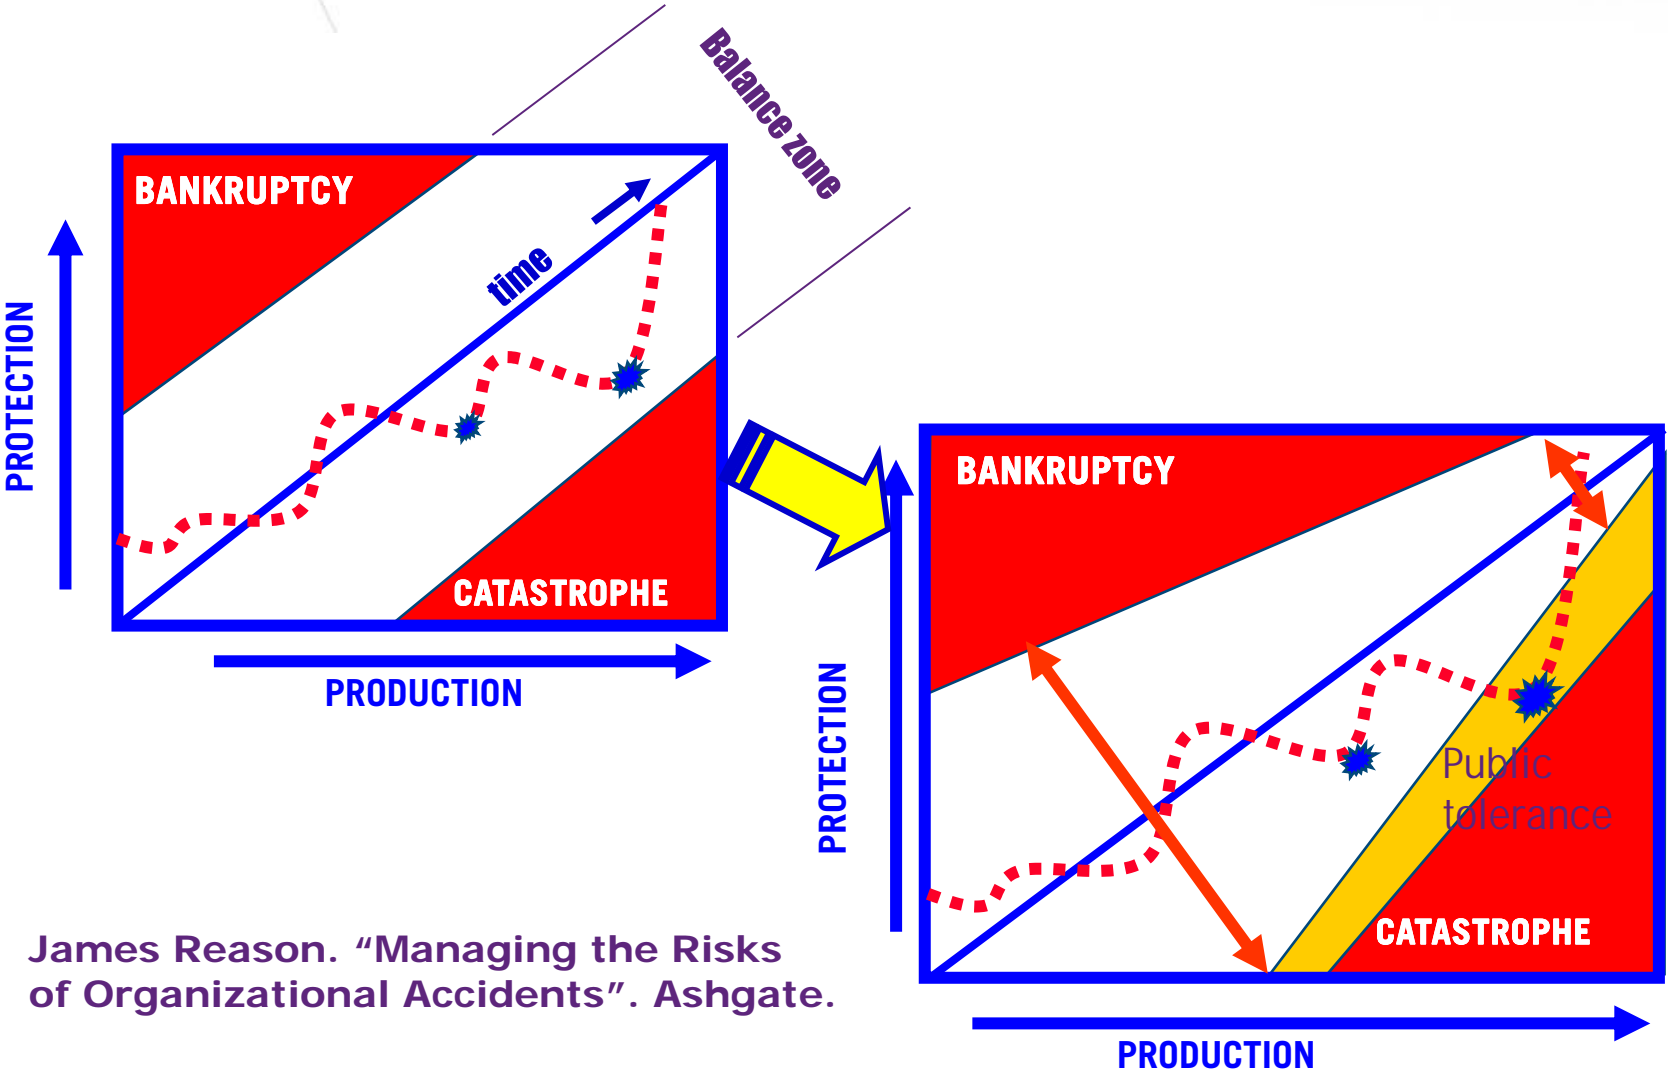 Balance zone
BANKRUPTCY
time
PROTECTION
CATASTROPHE
PRODUCTION
BANKRUPTCY
PROTECTION
Public
tolerance
CATASTROPHE
PRODUCTION
James Reason. “Managing the Risks
of Organizational Accidents”. Ashgate.